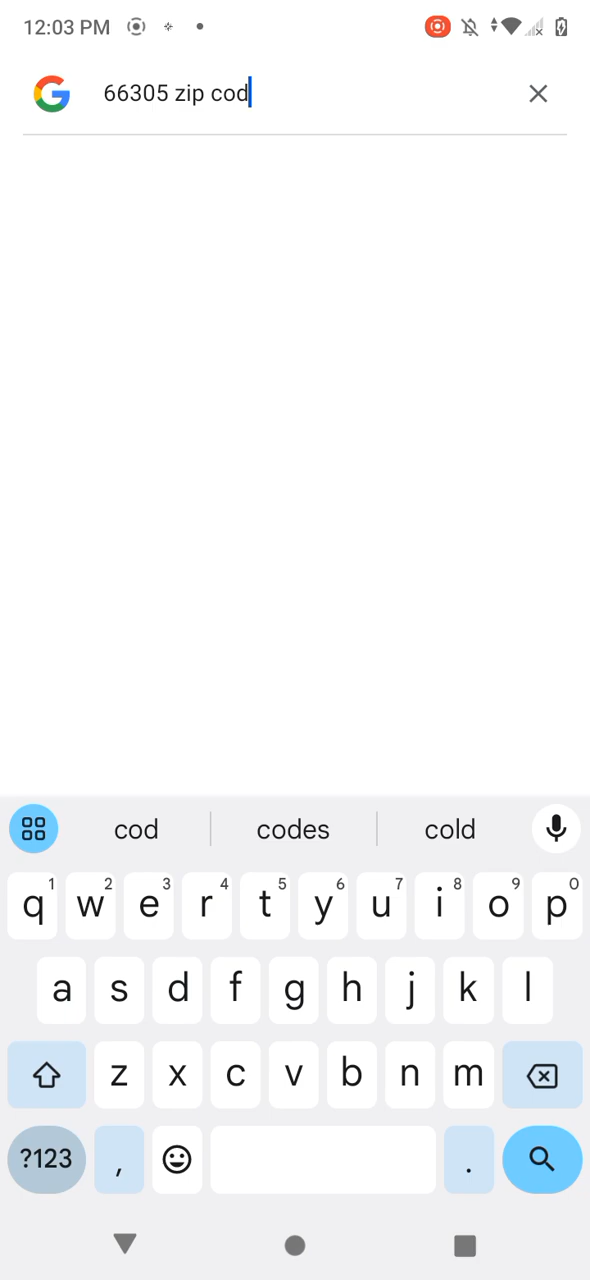 12:03 PM
66305 zip cod
cod codes cold
q1 w2 e3 r4 t5 y6 u7 i8 o9 p0
a s d f g h j k l
z x c v b n m
?123 , .